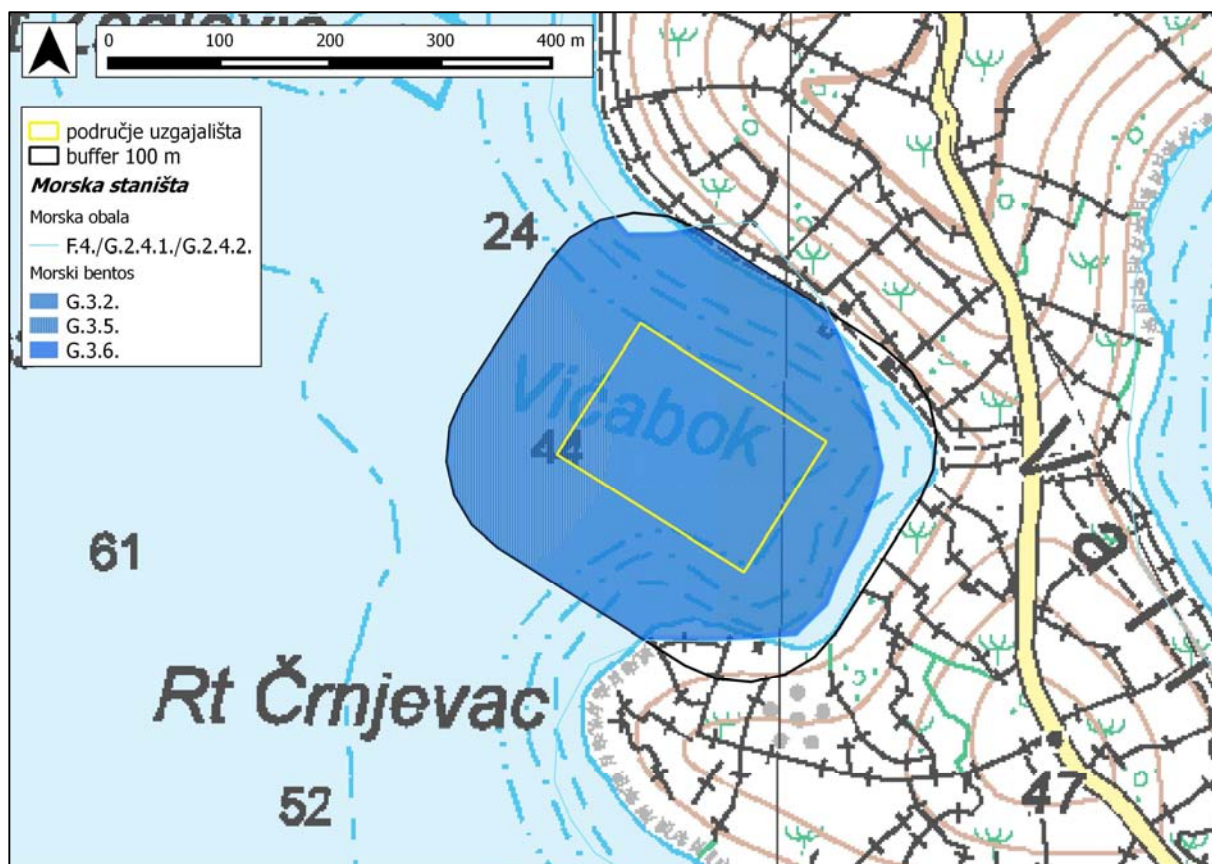 0 100 200 300 400 m
područje uzgajališta
buffer 100 m
Morska staništa
Morska obala
F.4./G.2.4.1./G.2.4.2.
Morski bentos
G.3.2.
G.3.5.
G.3.6.
24
Vićabok
44
61
Rt Črnjevac
52
47